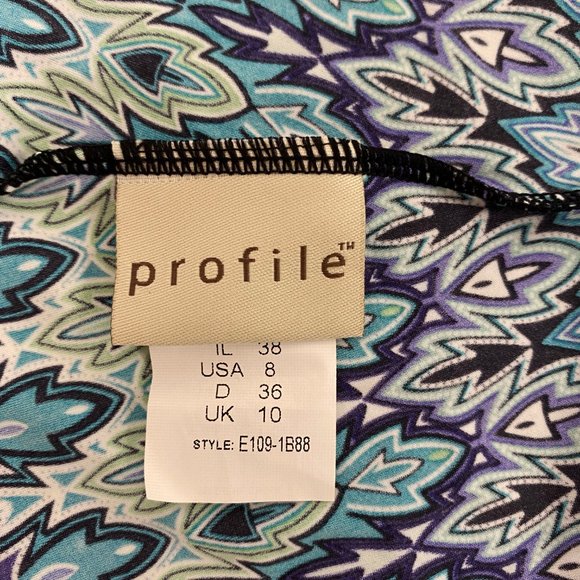 profile™
IL 38
USA 8
D 36
UK 10
STYLE: E109-1B88